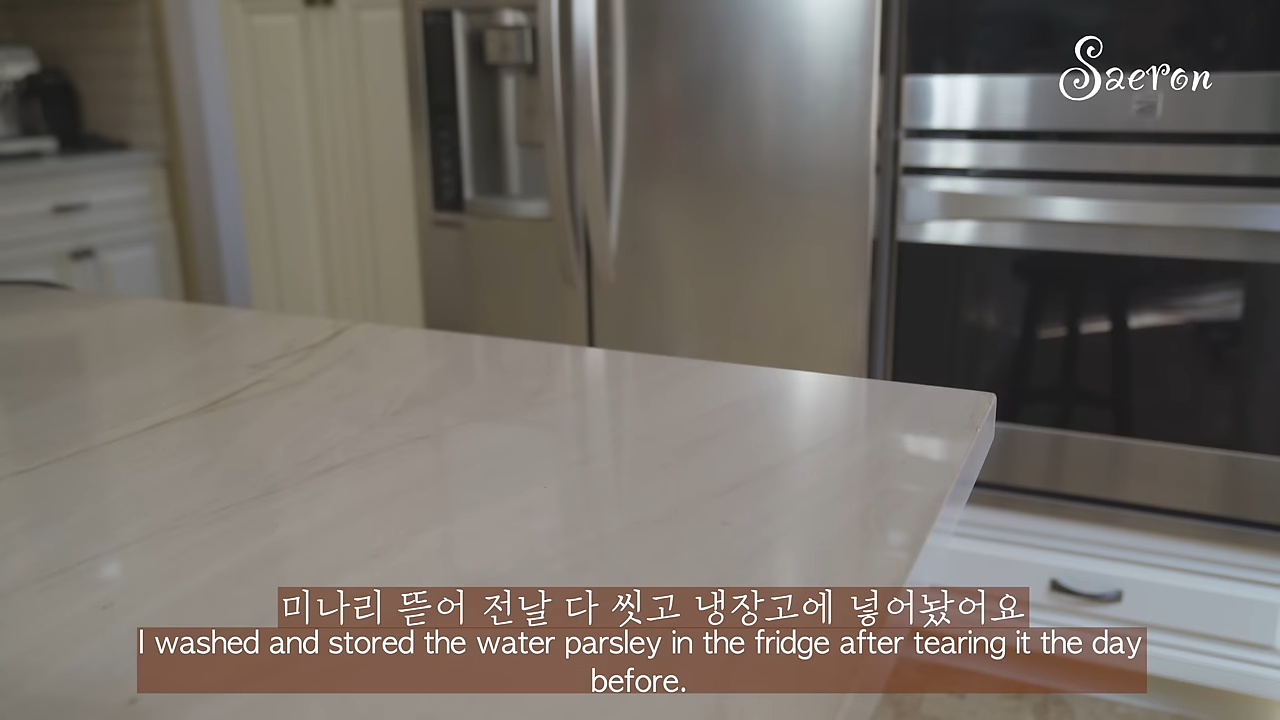 Saeron
미나리 뜯어 전날 다 씻고 냉장고에 넣어놨어요
I washed and stored the water parsley in the fridge after tearing it the day
before.